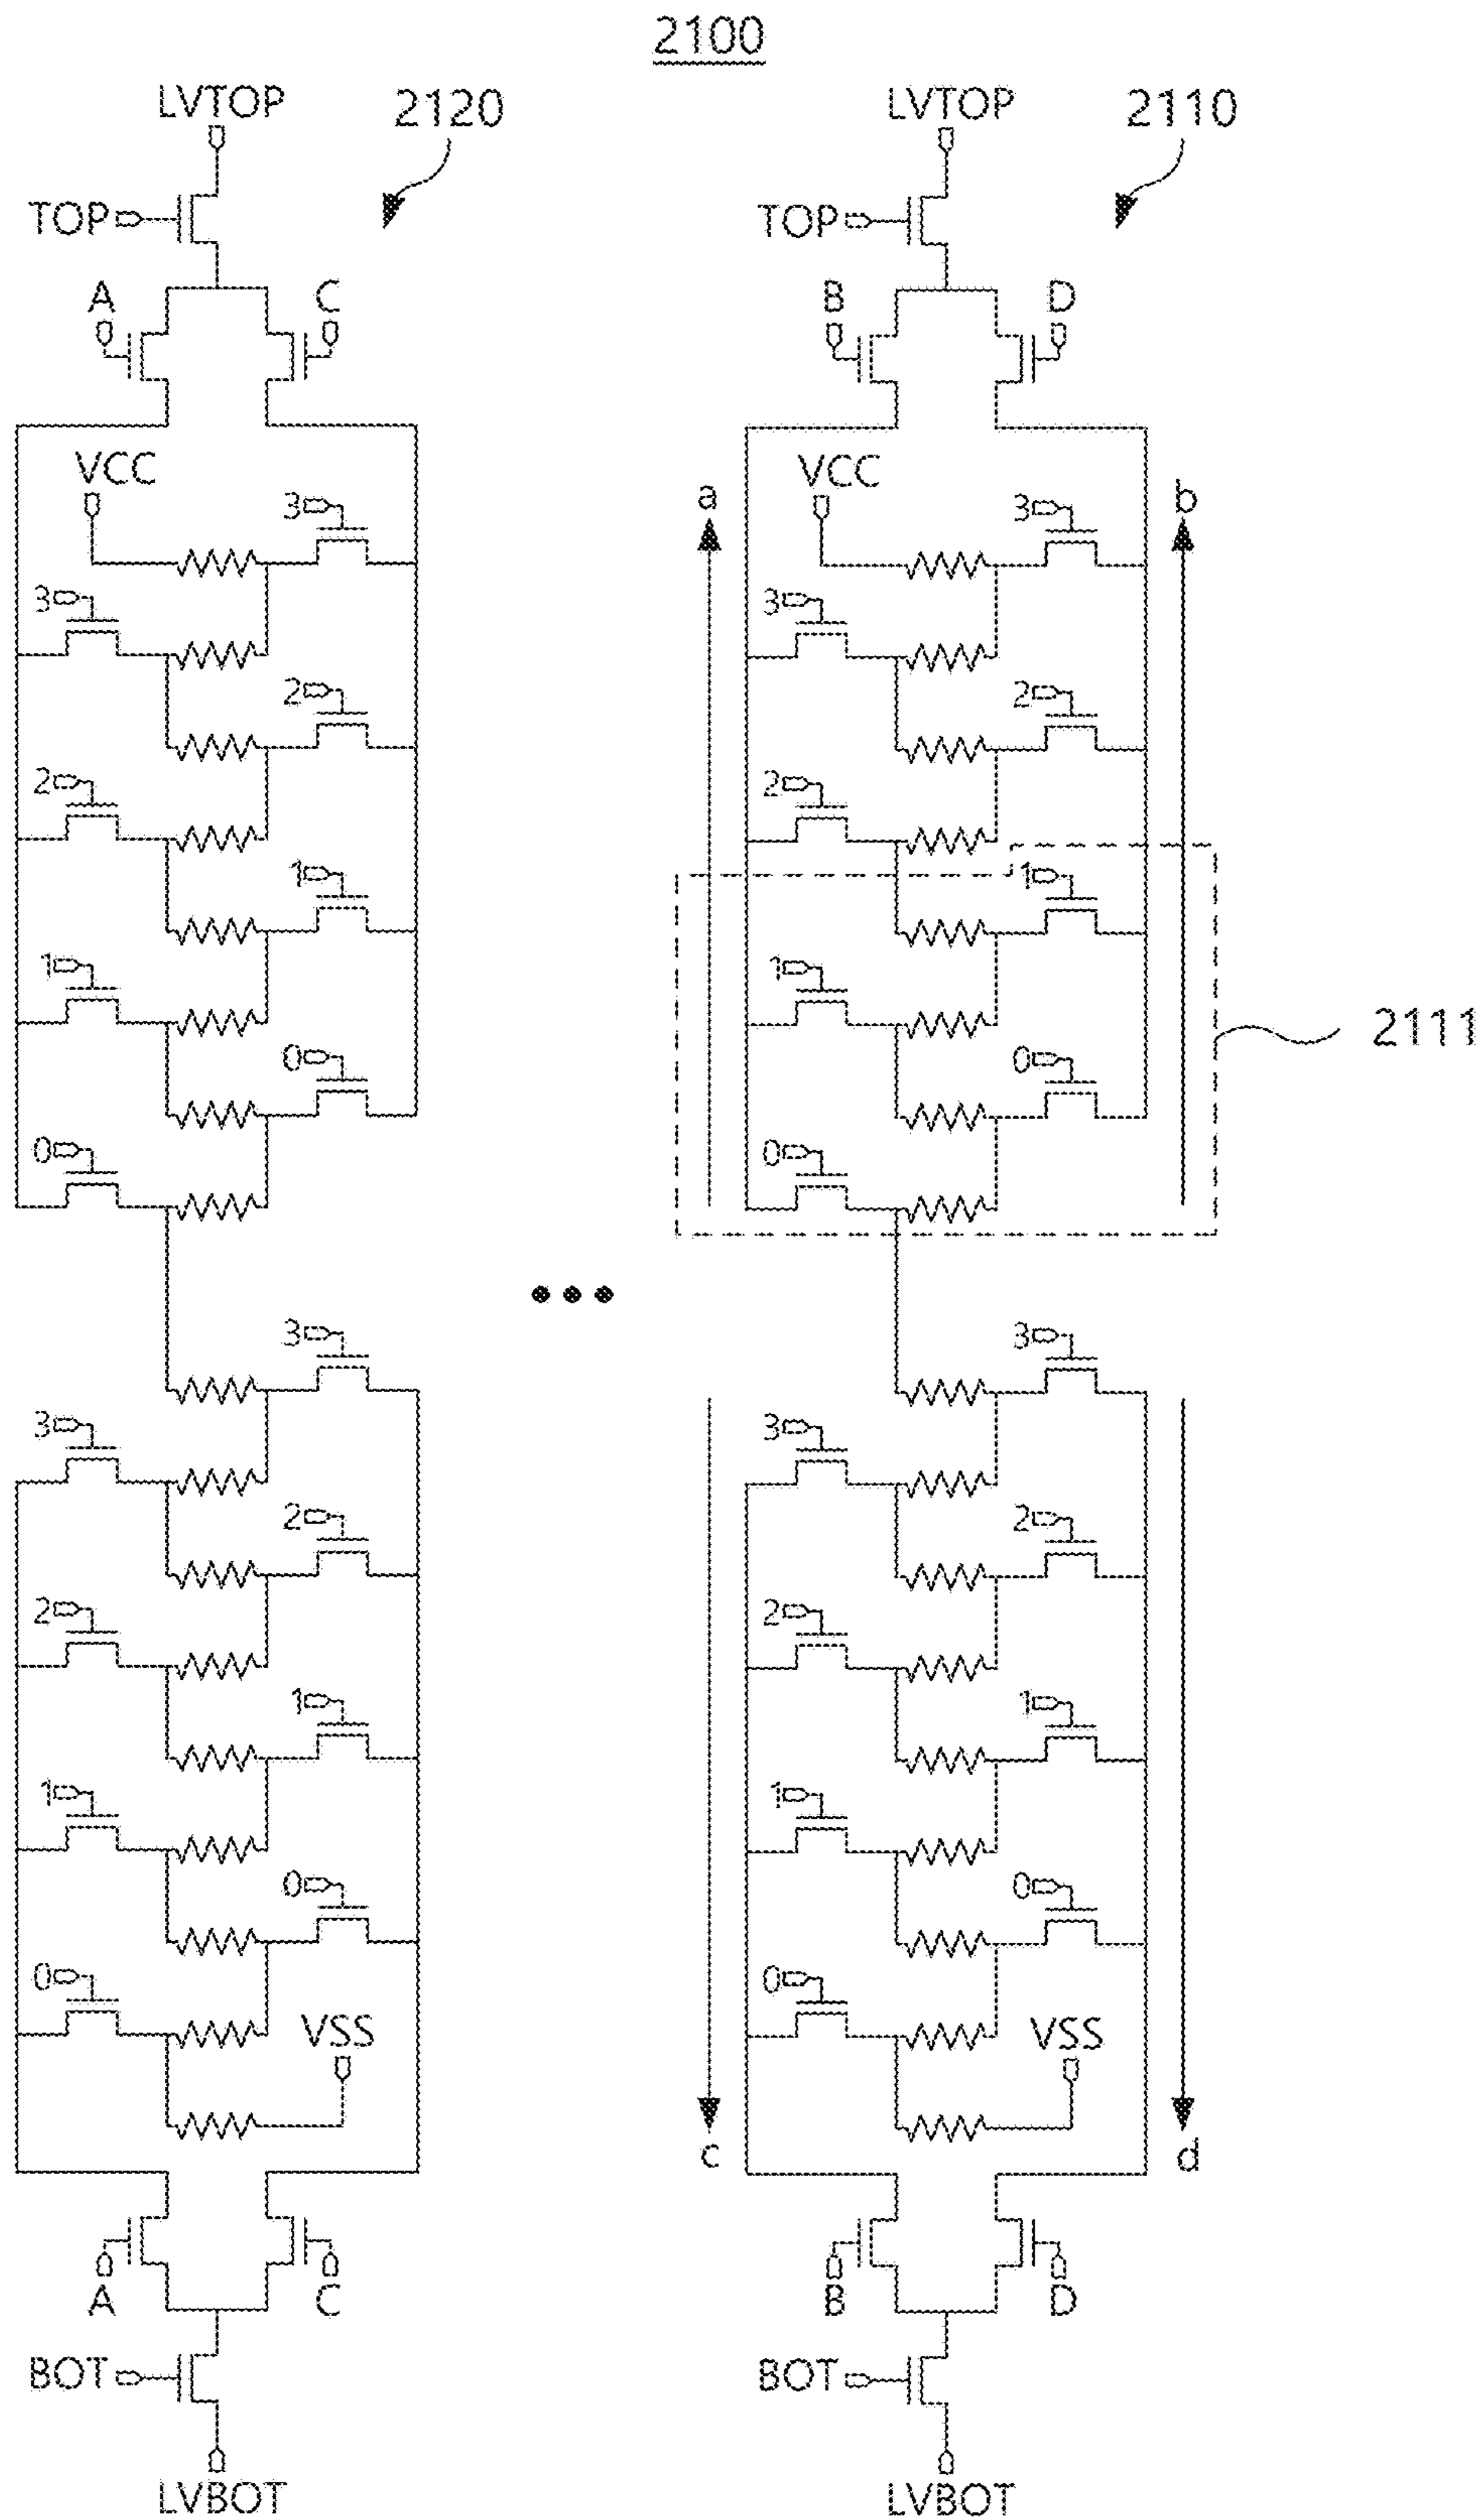 2100
LVTOP 2120 LVTOP 2110
TOP TOP
A C B D
VCC VCC
3 a 3 b
3 3
2 2
2 2
1 1
1 1 2111
0 0
0 0
3 3
3 3
2 2
2 2
1 1
1 1
0 0
0 0
VSS VSS
c d
A C B D
BOT BOT
LVBOT LVBOT